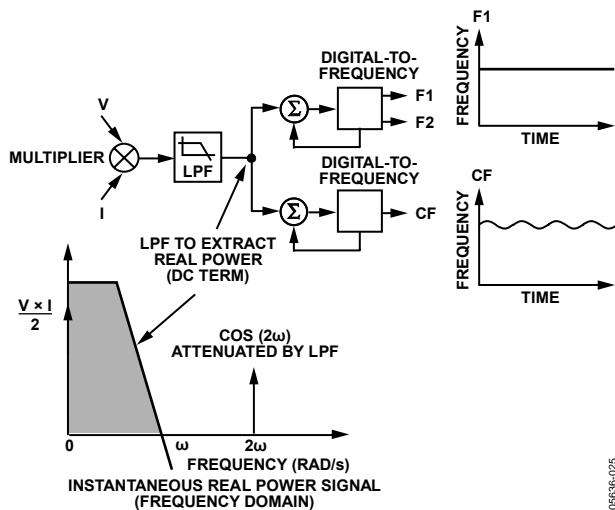 DIGITAL-TO-
FREQUENCY
F1
F2
Σ
V
MULTIPLIER
I
LPF
DIGITAL-TO-
FREQUENCY
Σ
CF
F1
FREQUENCY
TIME
CF
FREQUENCY
TIME
LPF TO EXTRACT
REAL POWER
(DC TERM)
V × I
2
COS (2ω)
ATTENUATED BY LPF
0
ω
2ω
FREQUENCY (RAD/s)
INSTANTANEOUS REAL POWER SIGNAL
(FREQUENCY DOMAIN)
05636-025